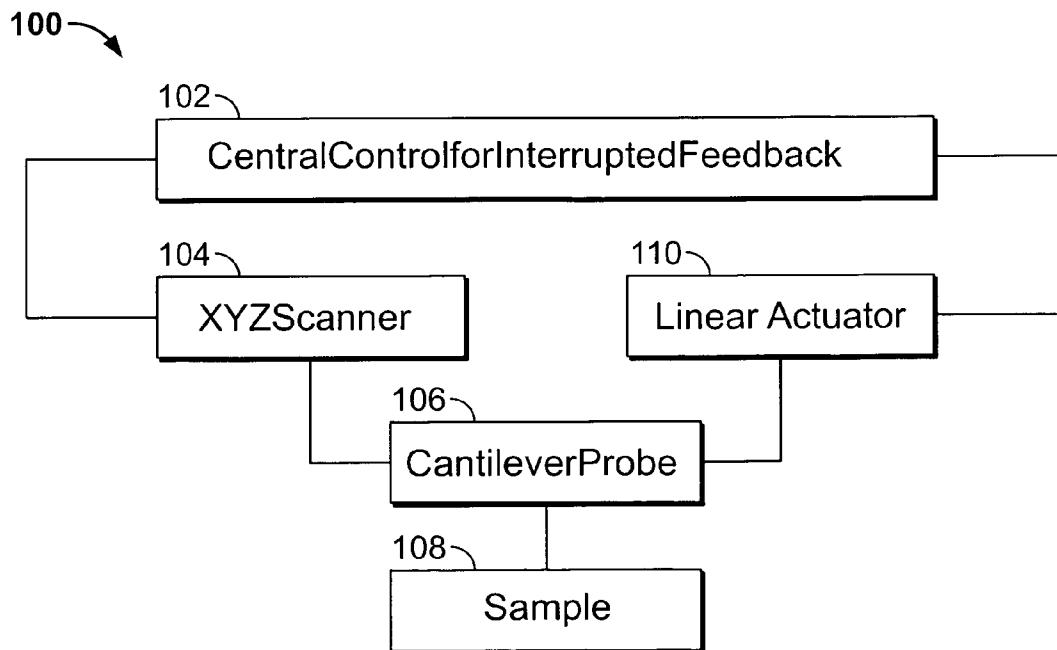 100
102
CentralControlforInterruptedFeedback
104
110
XYZScanner
Linear Actuator
106
CantileverProbe
108
Sample